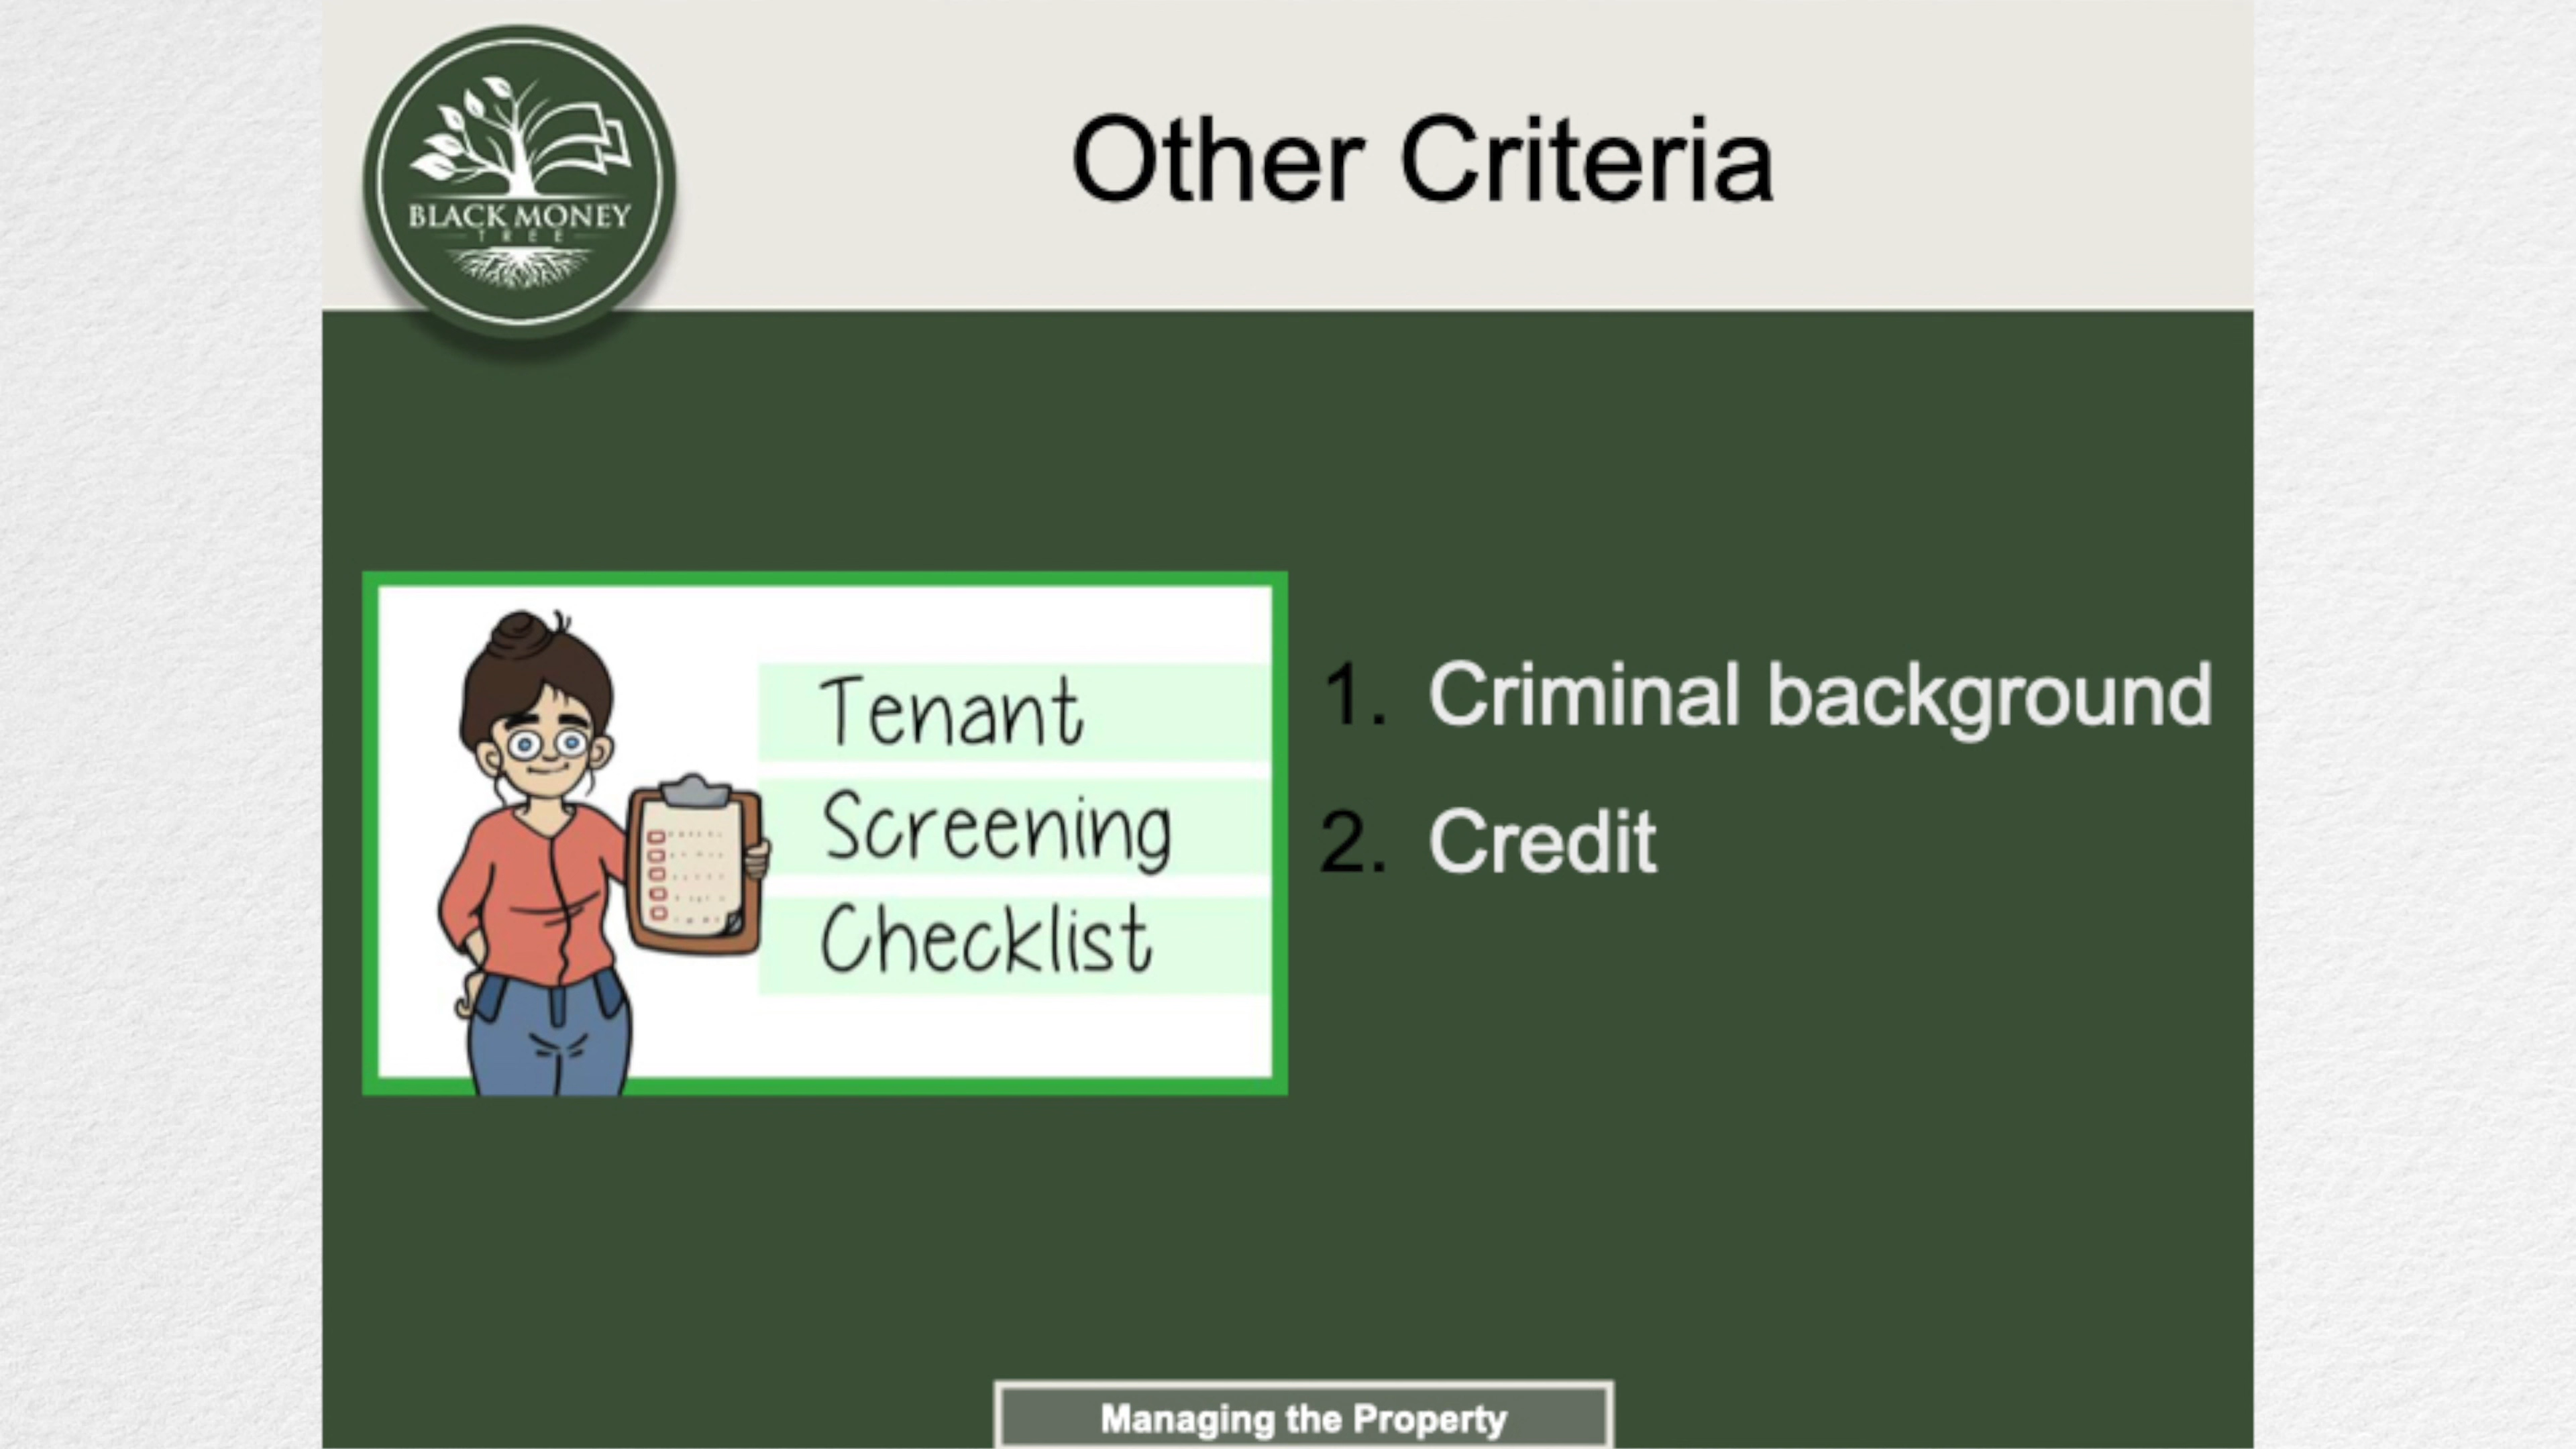 BLACK MONEY
TREE
Other Criteria
Tenant
Screening
Checklist
1. Criminal background
2. Credit
Managing the Property